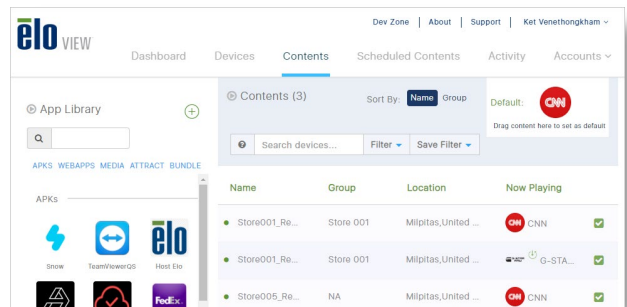 Dev Zone | About | Support | Ket Venethongkham
elo VIEW
Dashboard Devices Contents Scheduled Contents Activity Accounts
App Library
Contents (3) Sort By: Name Group
Default: CNN
Drag content here to set as default
Search devices... Filter Save Filter
APKS WEBAPPS MEDIA ATTRACT BUNDLE
APKs
Name Group Location Now Playing
Store001_Re... Store 001 Milpitas,United ... CNN CNN
elo
Snow TeamViewerQS Host Elo
Store001_Re... Store 001 Milpitas,United ... G-STA...
FedEx.
Store005_Re... NA Milpitas,United ... CNN CNN